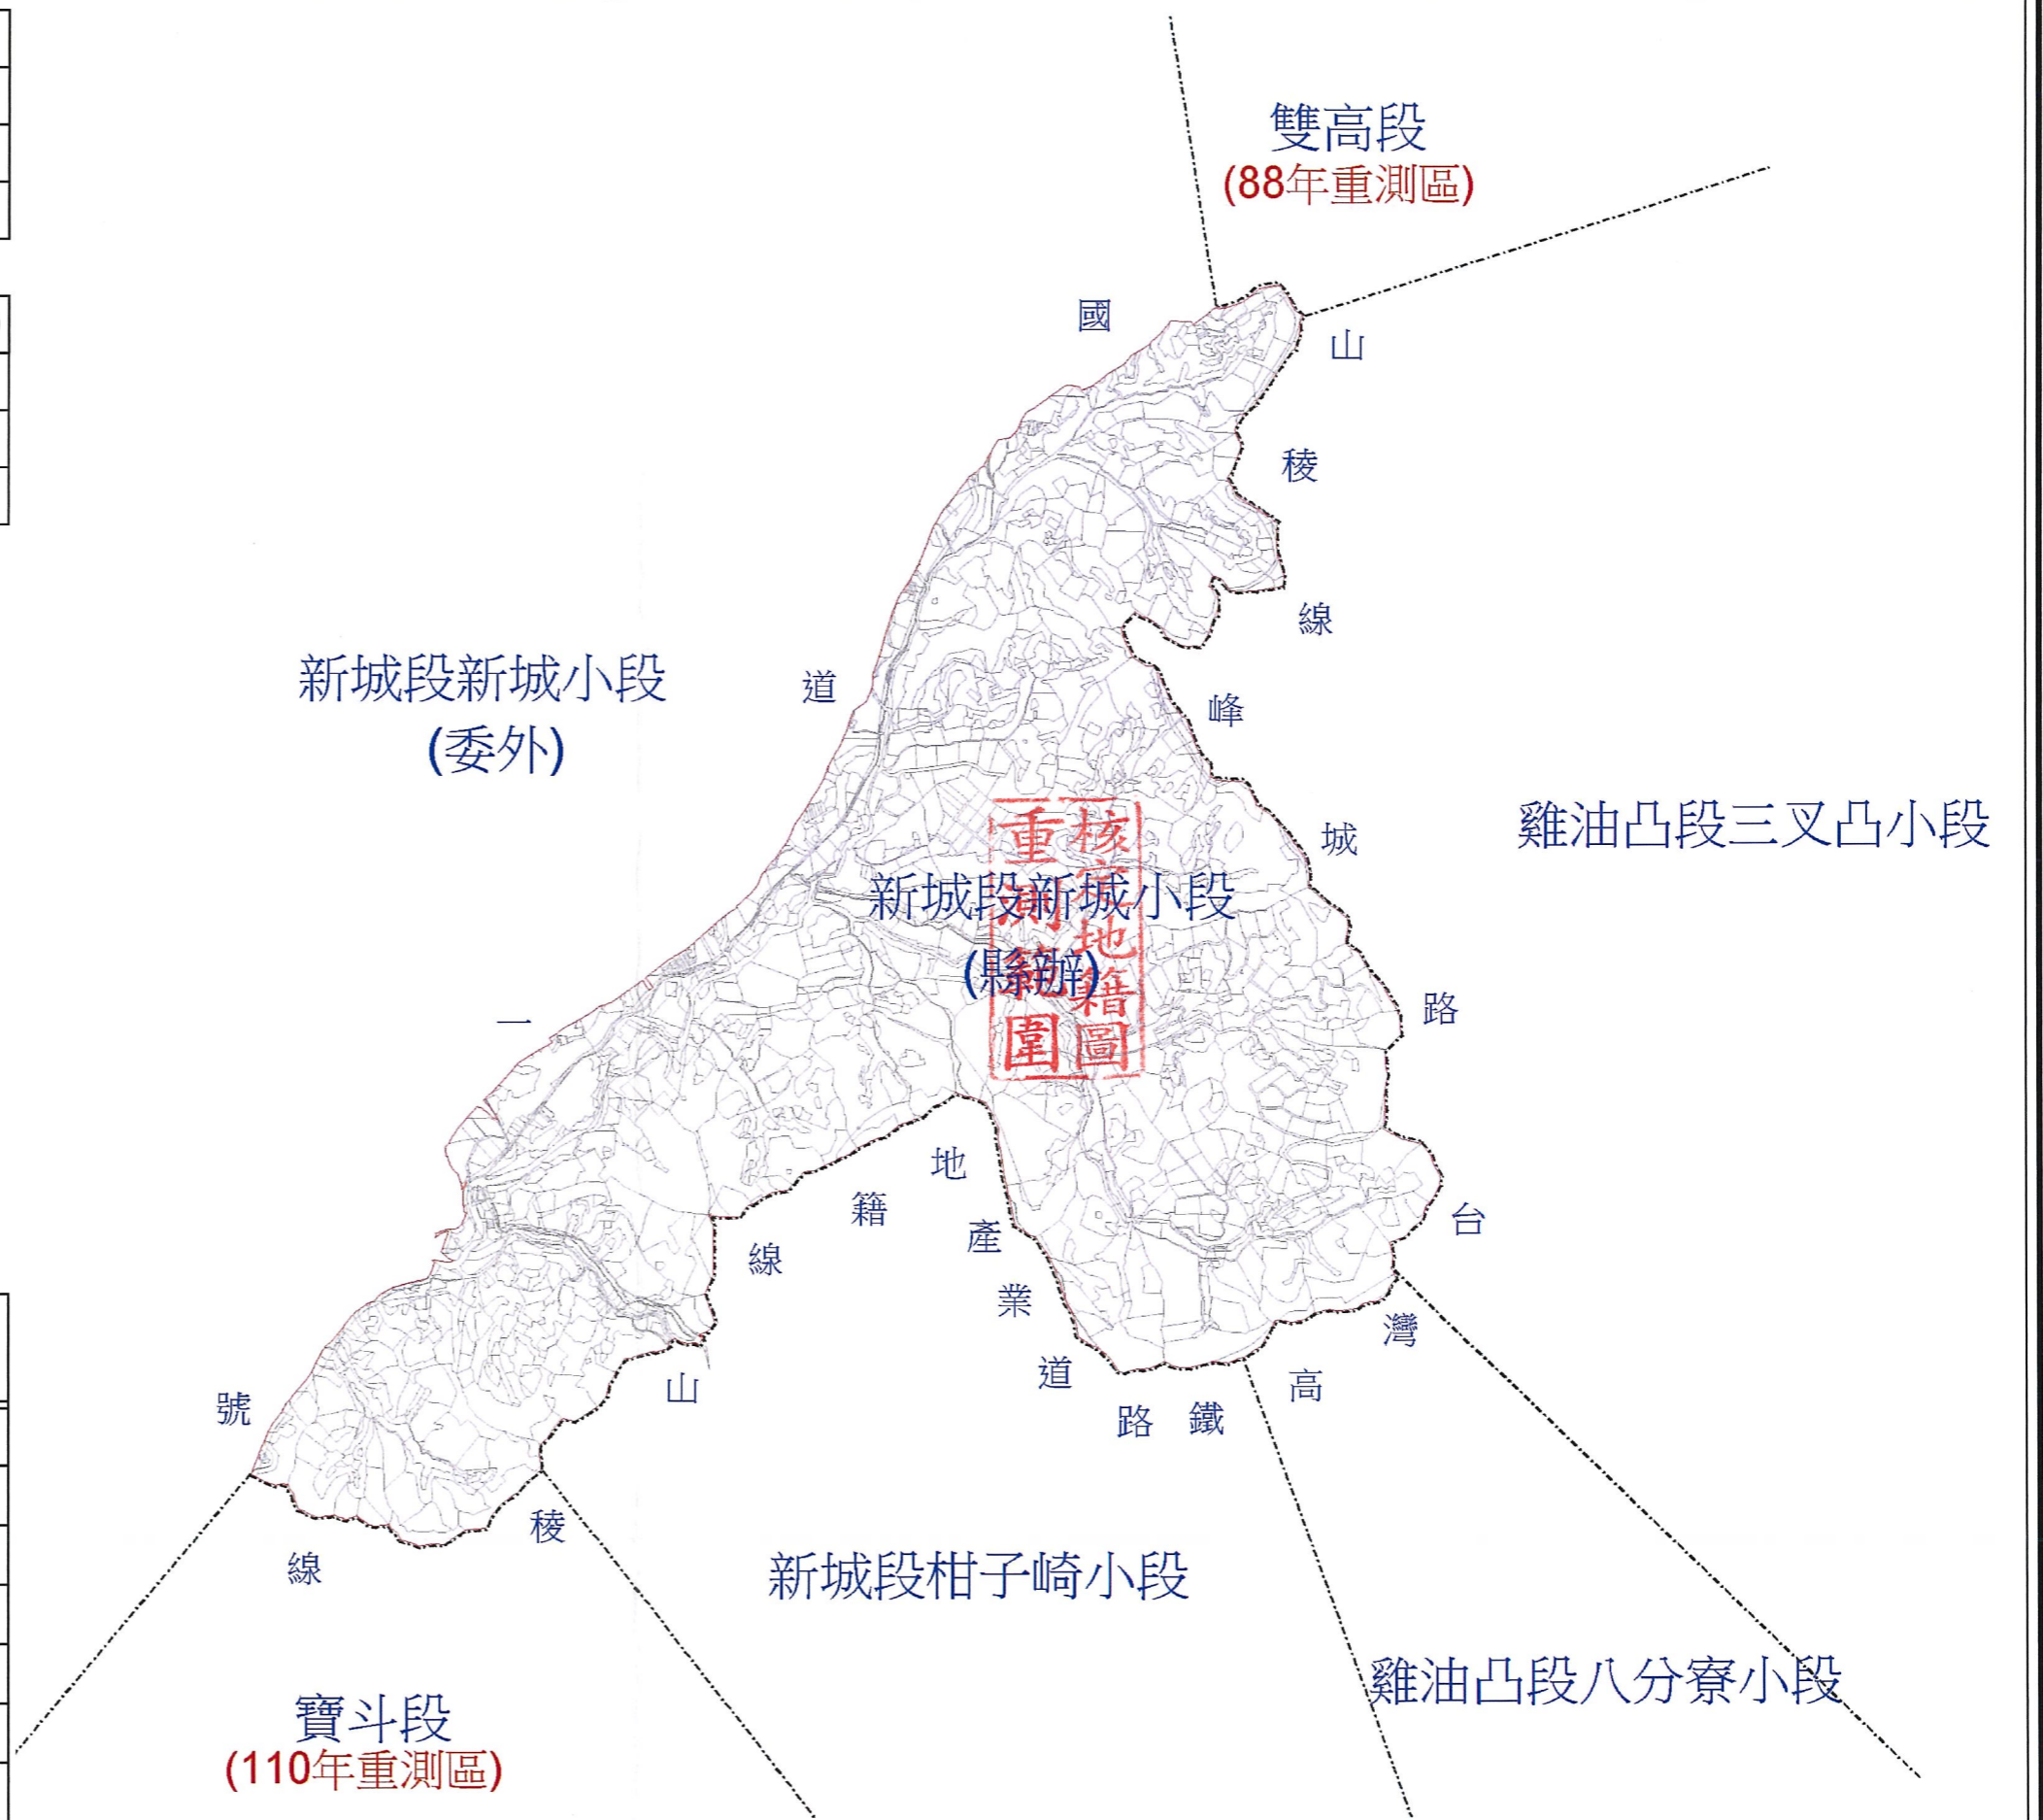 雙高段
(88年重測區)
國道一號
山稜線
峰城路
台灣高鐵
新城段新城小段
(委外)
雞油凸段三叉凸小段
新城段新城小段
(縣辦)
核定地籍圖
重測範圍
地籍線
產業道路
山稜線
新城段柑子崎小段
雞油凸段八分寮小段
寶斗段
(110年重測區)